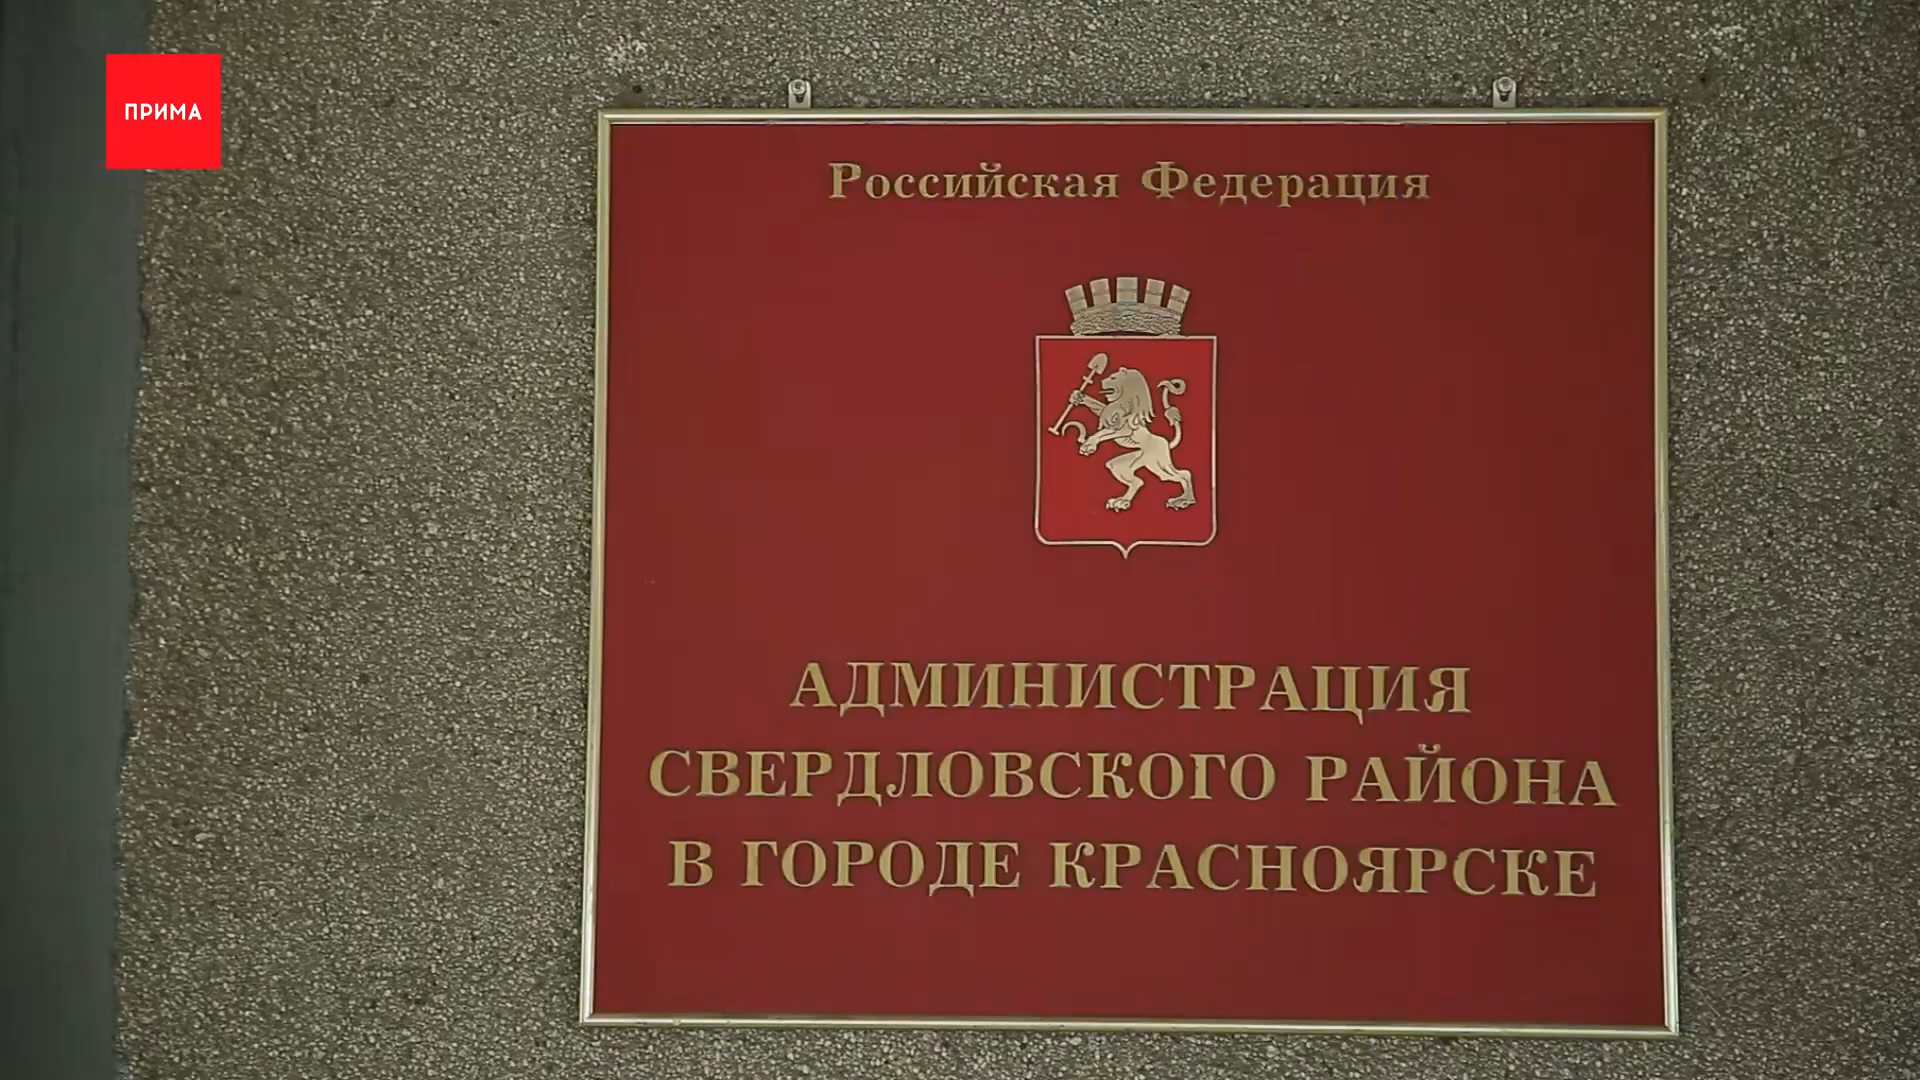 ПРИМА
Российская Федерация
АДМИНИСТРАЦИЯ
СВЕРДЛОВСКОГО РАЙОНА
В ГОРОДЕ КРАСНОЯРСКЕ